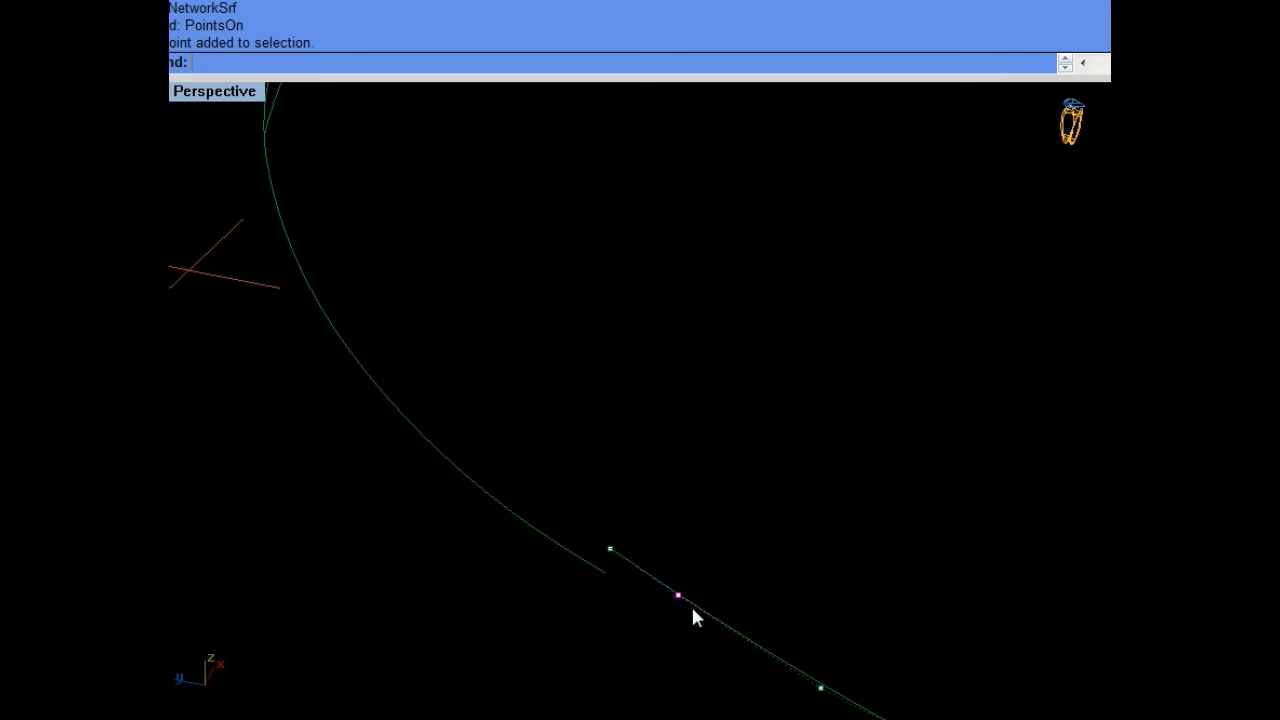 NetworkSrf
d: PointsOn
oint added to selection.
nd:
Perspective
z
x
y